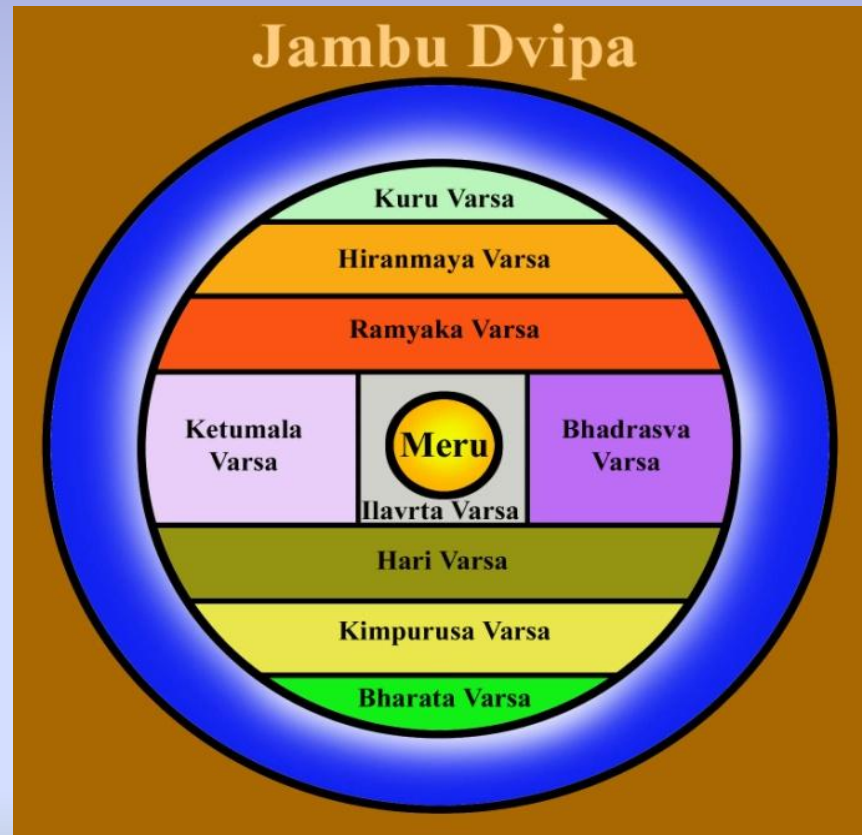 Jambu Dvipa
Kuru Varsa
Hiranmaya Varsa
Ramyaka Varsa
Ketumala
Varsa
Meru
Ilavrta Varsa
Bhadrasva
Varsa
Hari Varsa
Kimpurusa Varsa
Bharata Varsa